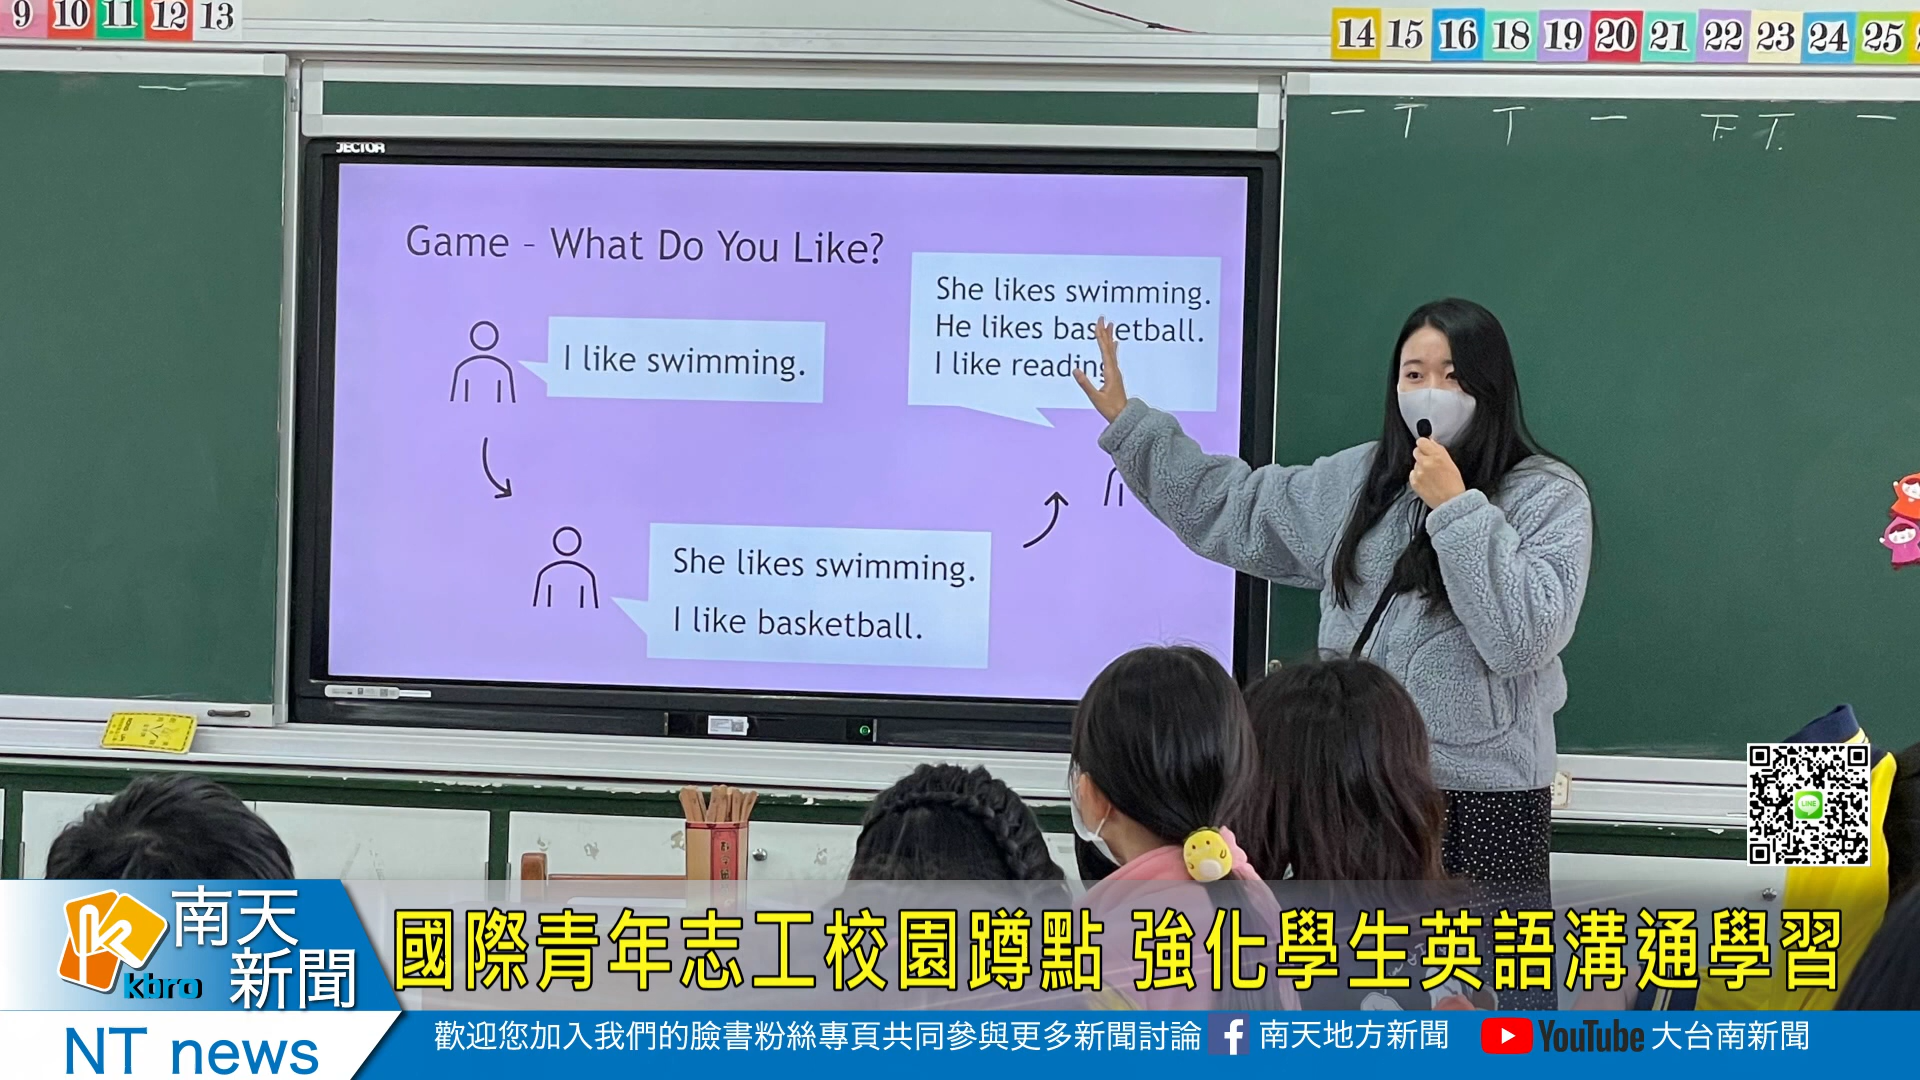 9 10 11 12 13
14 15 16 18 19 20 21 22 23 24 25
JECTOR
Game - What Do You Like?
I like swimming.
She likes swimming.
He likes basketball.
I like reading
She likes swimming.
I like basketball.
LINE
kbro
南天
新聞
國際青年志工校園蹲點 強化學生英語溝通學習
NT news
歡迎您加入我們的臉書粉絲專頁共同參與更多新聞討論 南天地方新聞 YouTube 大台南新聞